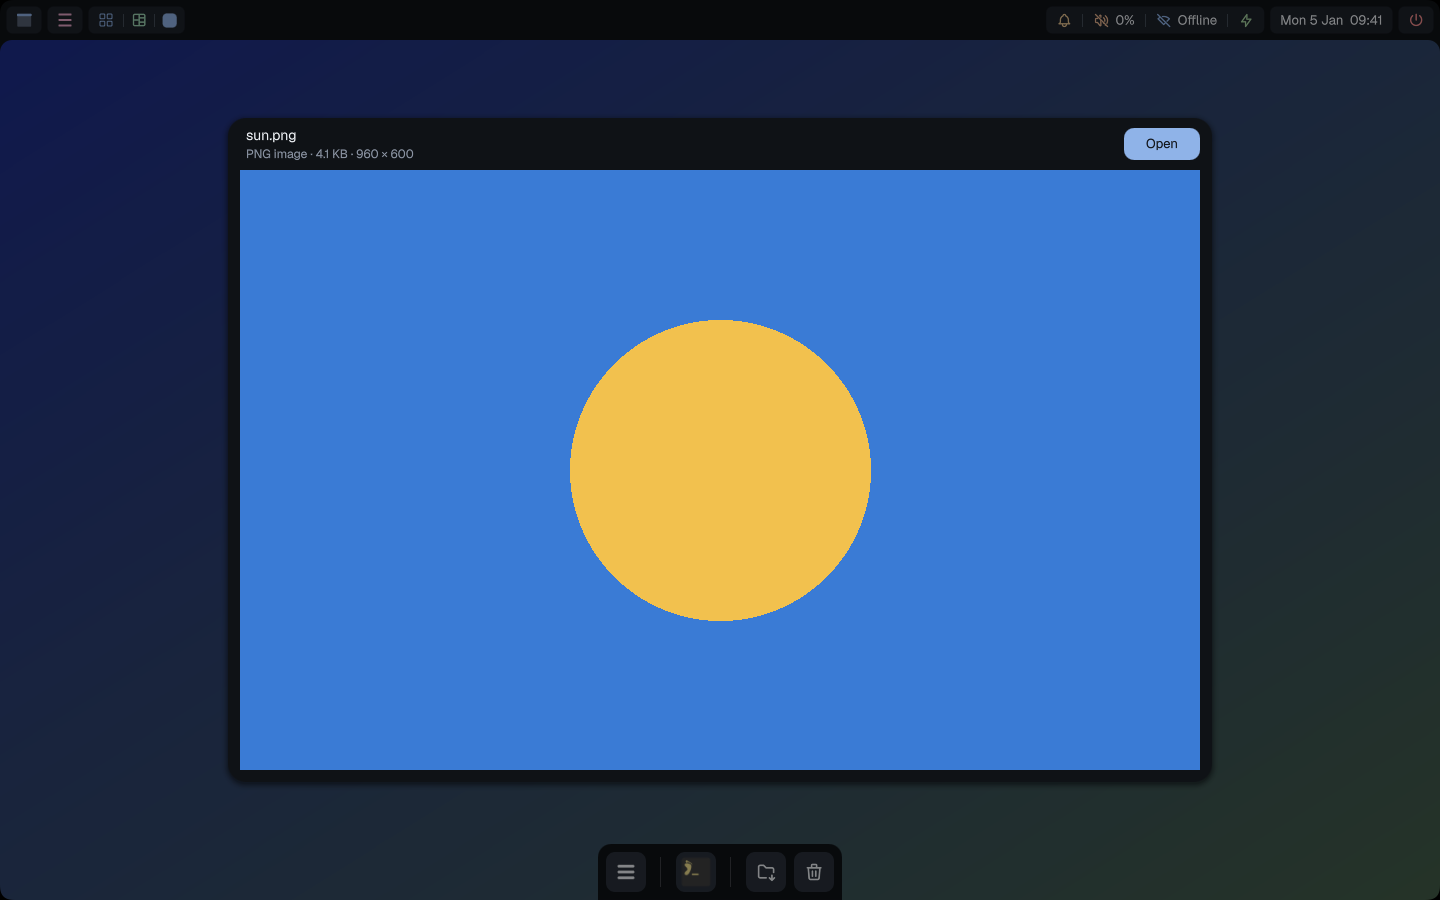 0%
Offline
Mon 5 Jan 09:41
sun.png
PNG image · 4.1 KB · 960 × 600
Open